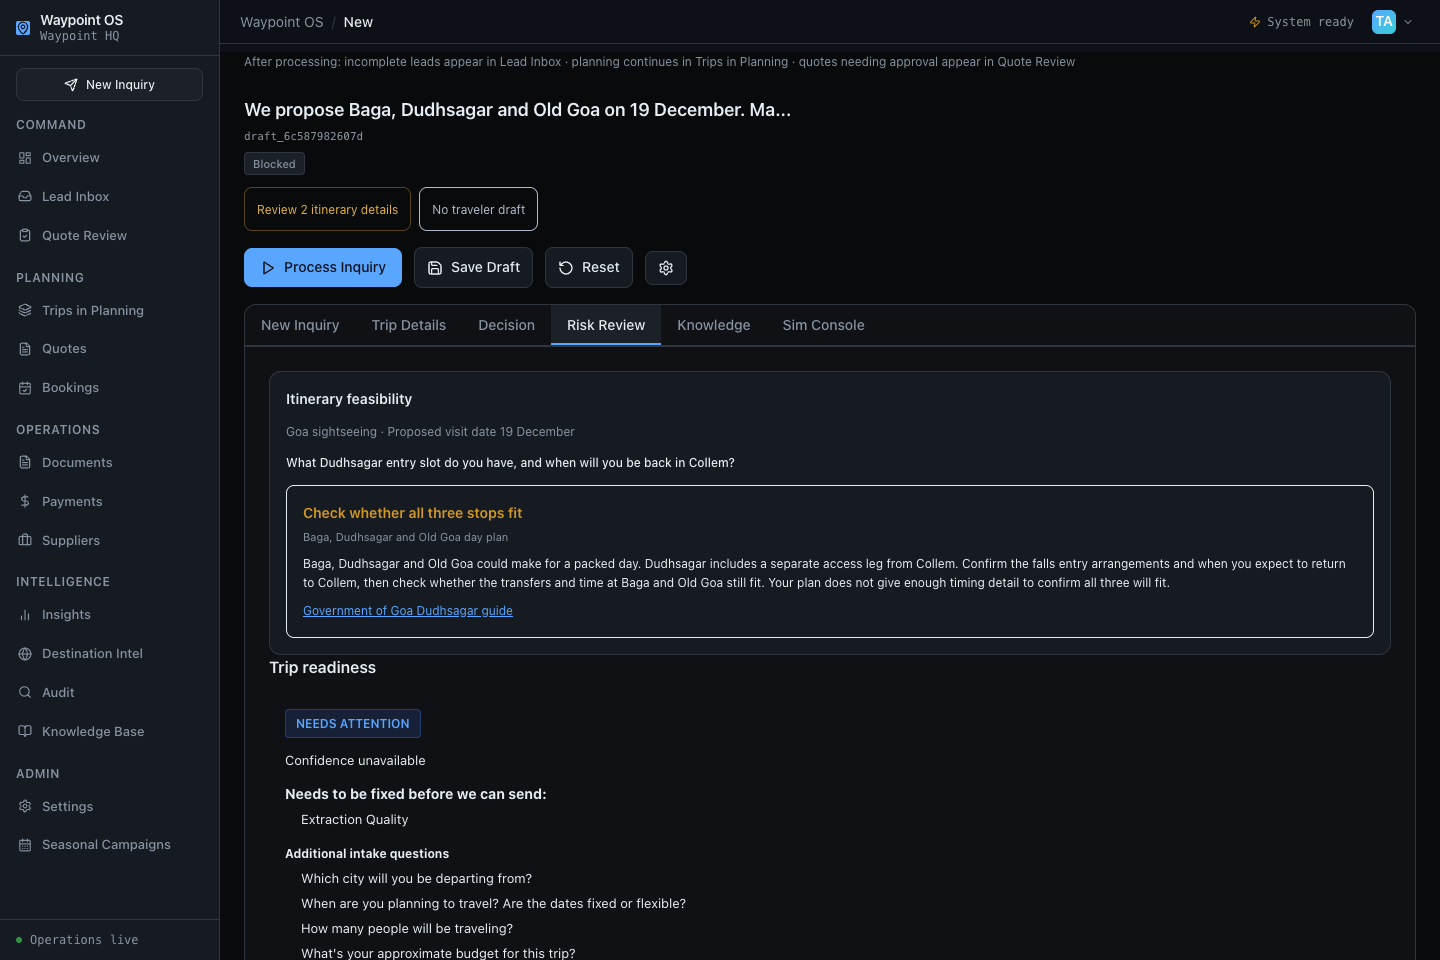 Waypoint OS
Waypoint HQ
New Inquiry
COMMAND
Overview
Lead Inbox
Quote Review
PLANNING
Trips in Planning
Quotes
Bookings
OPERATIONS
Documents
Payments
Suppliers
INTELLIGENCE
Insights
Destination Intel
Audit
Knowledge Base
ADMIN
Settings
Seasonal Campaigns
Operations live
Waypoint OS / New
System ready
TA
After processing: incomplete leads appear in Lead Inbox · planning continues in Trips in Planning · quotes needing approval appear in Quote Review
We propose Baga, Dudhsagar and Old Goa on 19 December. Ma...
draft_6c587982607d
Blocked
Review 2 itinerary details
No traveler draft
Process Inquiry
Save Draft
Reset
New Inquiry
Trip Details
Decision
Risk Review
Knowledge
Sim Console
Itinerary feasibility
Goa sightseeing · Proposed visit date 19 December
What Dudhsagar entry slot do you have, and when will you be back in Collem?
Check whether all three stops fit
Baga, Dudhsagar and Old Goa day plan
Baga, Dudhsagar and Old Goa could make for a packed day. Dudhsagar includes a separate access leg from Collem. Confirm the falls entry arrangements and when you expect to return
to Collem, then check whether the transfers and time at Baga and Old Goa still fit. Your plan does not give enough timing detail to confirm all three will fit.
Government of Goa Dudhsagar guide
Trip readiness
NEEDS ATTENTION
Confidence unavailable
Needs to be fixed before we can send:
Extraction Quality
Additional intake questions
Which city will you be departing from?
When are you planning to travel? Are the dates fixed or flexible?
How many people will be traveling?
What's your approximate budget for this trip?